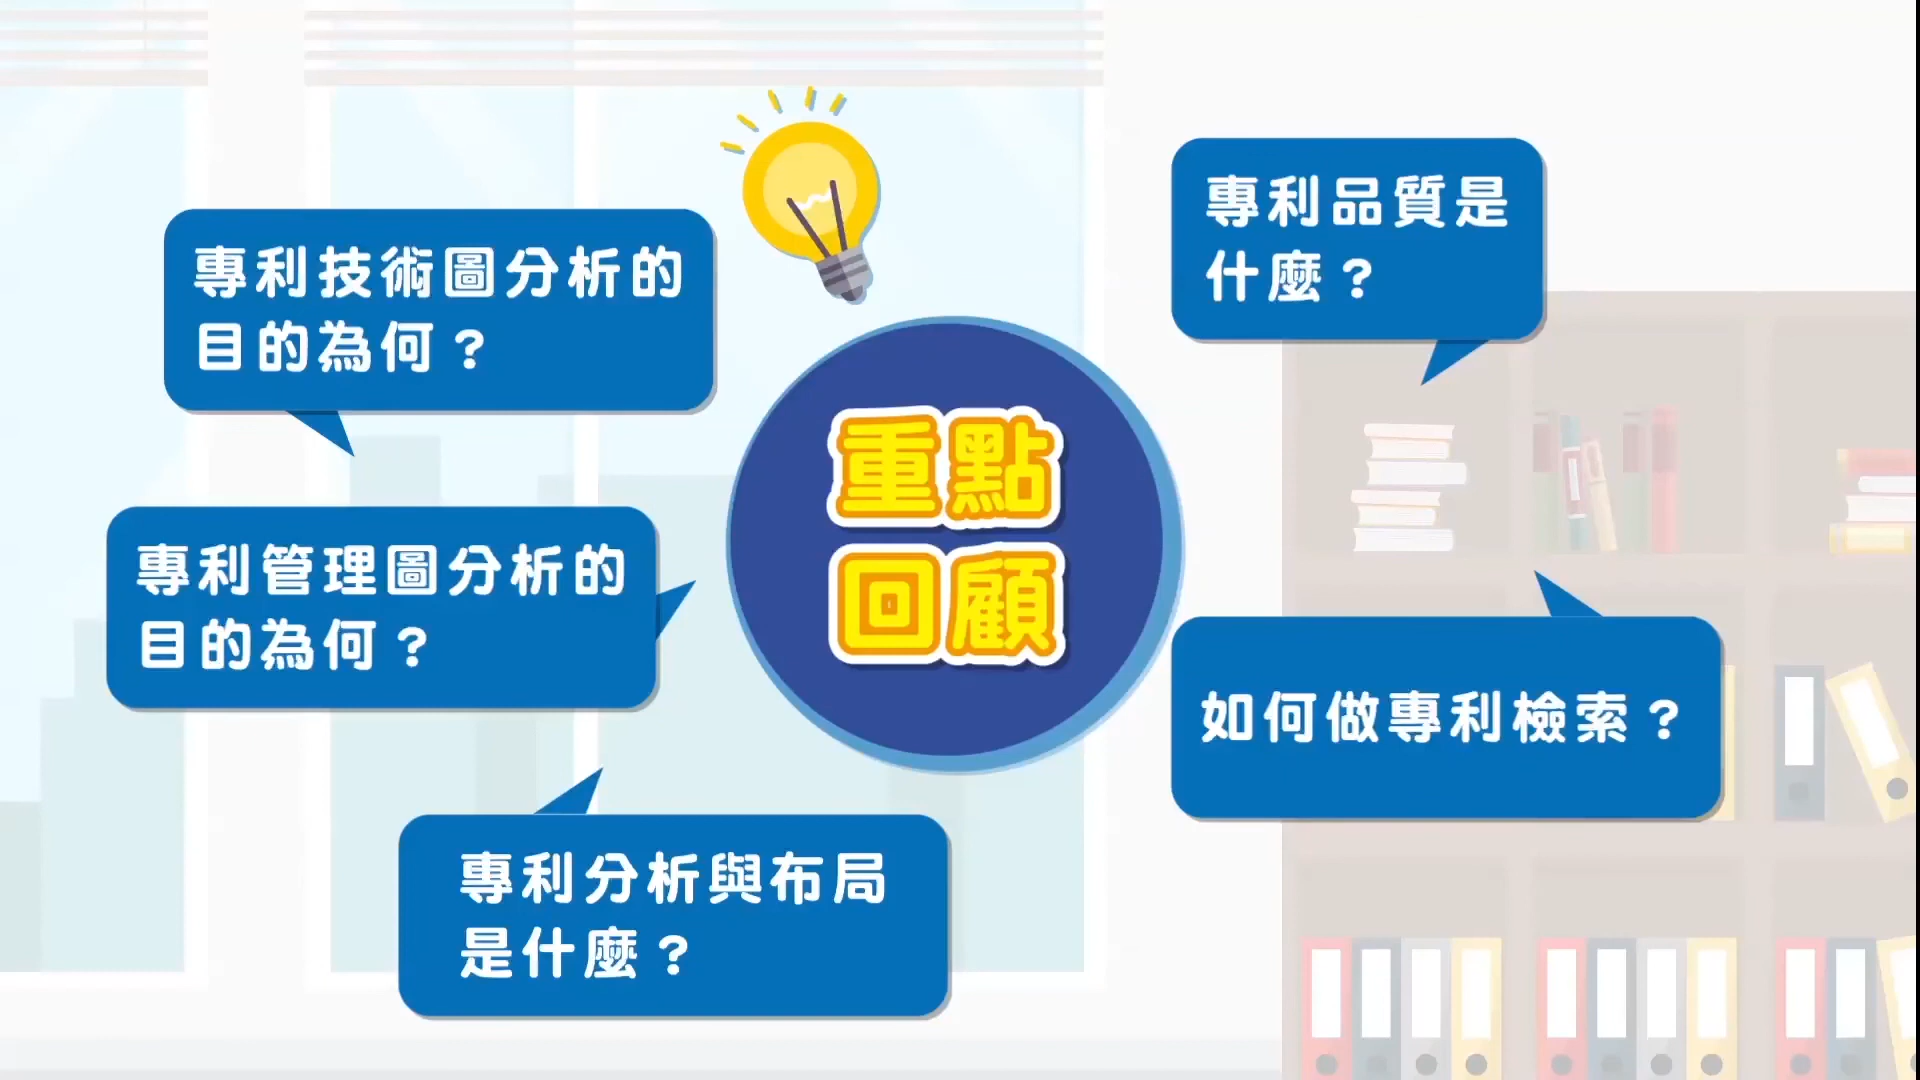 專利品質是
什麼？
專利技術圖分析的
目的為何？
重點
回顧
專利管理圖分析的
目的為何？
如何做專利檢索？
專利分析與布局
是什麼？